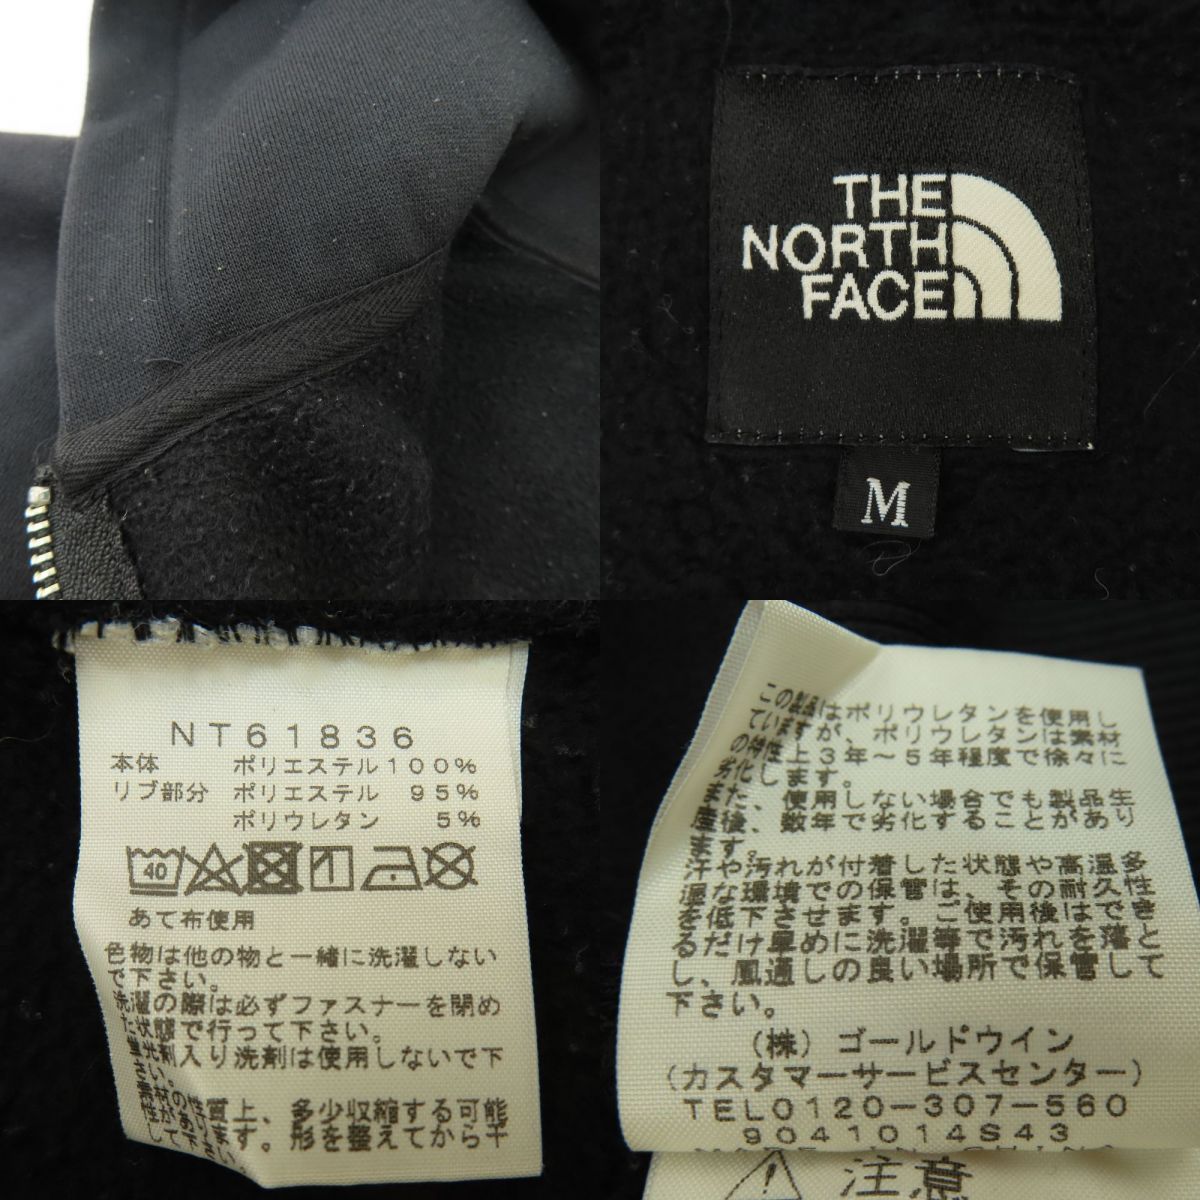 THE
NORTH
FACE
M
NT61836
本体 ポリエステル100%
リブ部分 ポリエステル 95%
ポリウレタン 5%
40
あて布使用
色物は他の物と一緒に洗濯しない
で下さい。
洗濯の際は必ずファスナーを閉め
た状態で行って下さい。
光剤入り洗剤は使用しないで下
さい。
質上、多少収縮する可能
ます。形を整えてから干
この製品はポリウレタンを使用し
ていますが、ポリウレタンは素材
の特性上3年〜5年程度で徐々に
劣化します。
また、使用しない場合でも製品生
産後、数年で劣化することがあり
ます。
汗や汚れが付着した状態や高温多
湿な環境での保管は、その耐久性
を低下させます。ご使用後はでき
るだけ早めに洗濯等で汚れを落と
し、風通しの良い場所で保管して
下さい。
(株)ゴールドウイン
(カスタマーサービスセンター)
TEL0120-307-560
9041014S43
注意